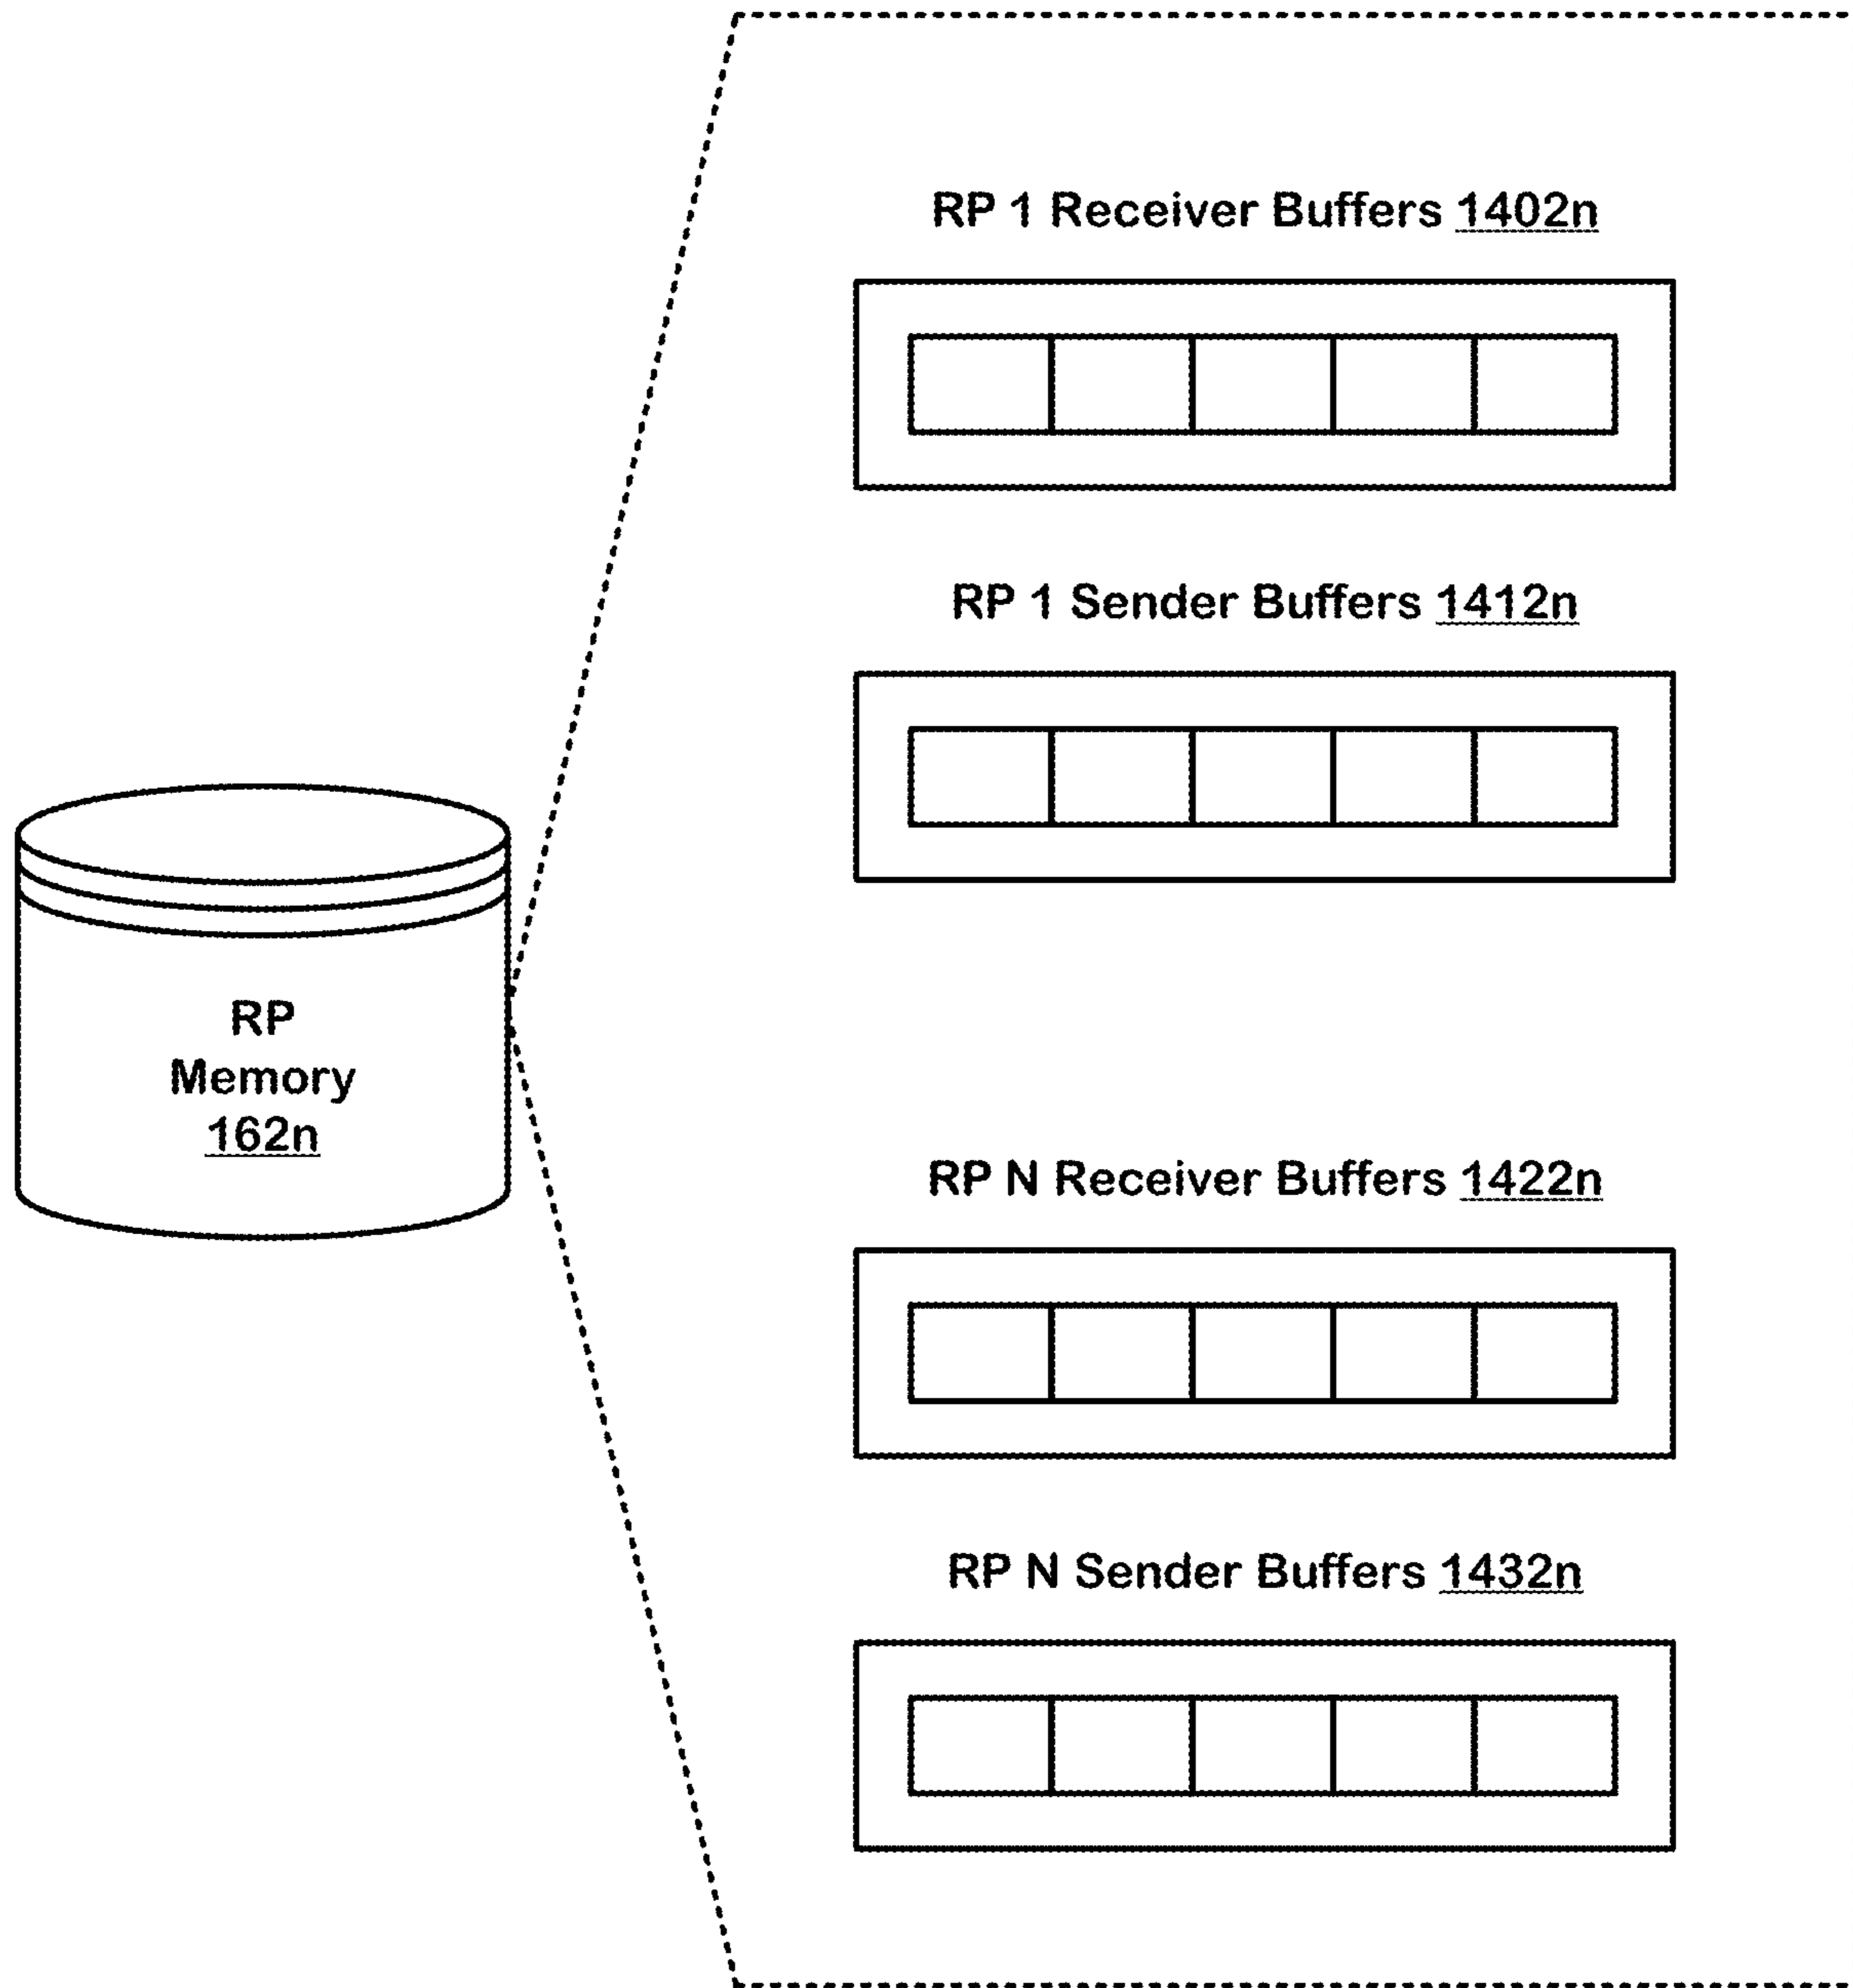 RP 1 Receiver Buffers 1402n
RP 1 Sender Buffers 1412n
RP
Memory
162n
RP N Receiver Buffers 1422n
RP N Sender Buffers 1432n